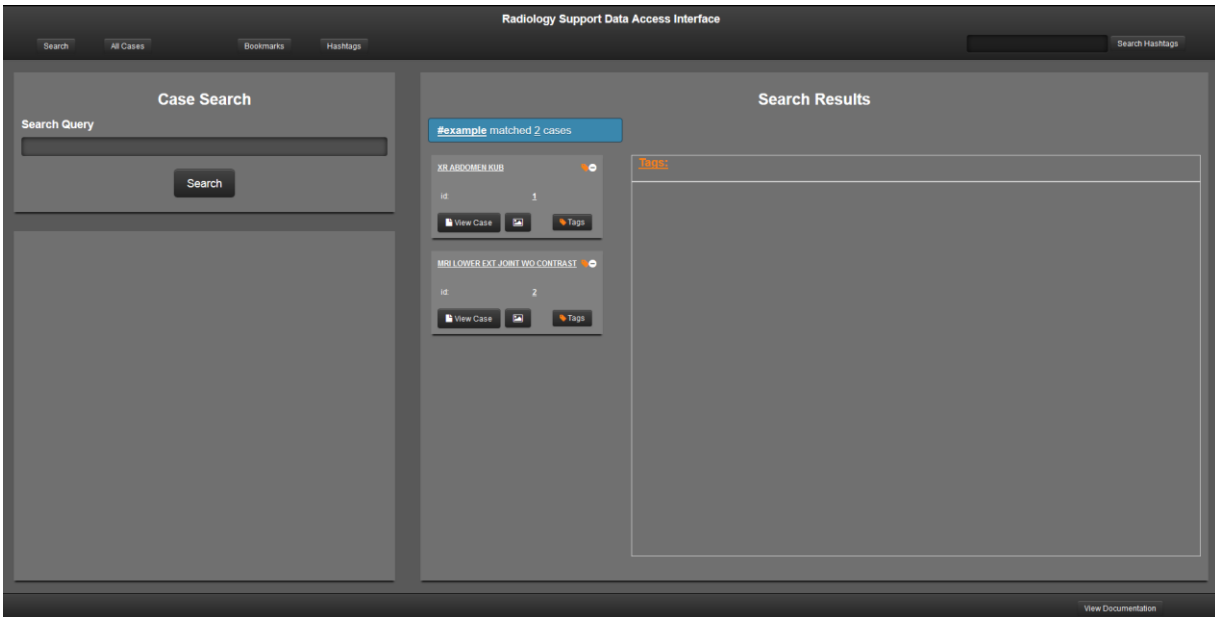 Radiology Support Data Access Interface
Search All Cases Bookmarks Hashtags Search Hashtags
Case Search
Search Query
Search
Search Results
#example matched 2 cases
XR ABDOMEN KUB
id: 1
View Case Tags
MRI LOWER EXT JOINT WO CONTRAST
id: 2
View Case Tags
Tags:
View Documentation